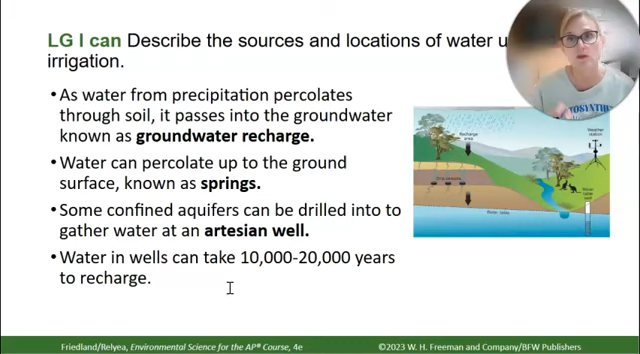 LG I can Describe the sources and locations of water u
irrigation.
• As water from precipitation percolates
through soil, it passes into the groundwater
known as groundwater recharge.
• Water can percolate up to the ground
surface, known as springs.
• Some confined aquifers can be drilled into to
gather water at an artesian well.
• Water in wells can take 10,000-20,000 years
to recharge.
Recharge area
Weather
station
Water table
Friedland/Relyea, Environmental Science for the AP® Course, 4e
©2023 W. H. Freeman and Company/BFW Publishers